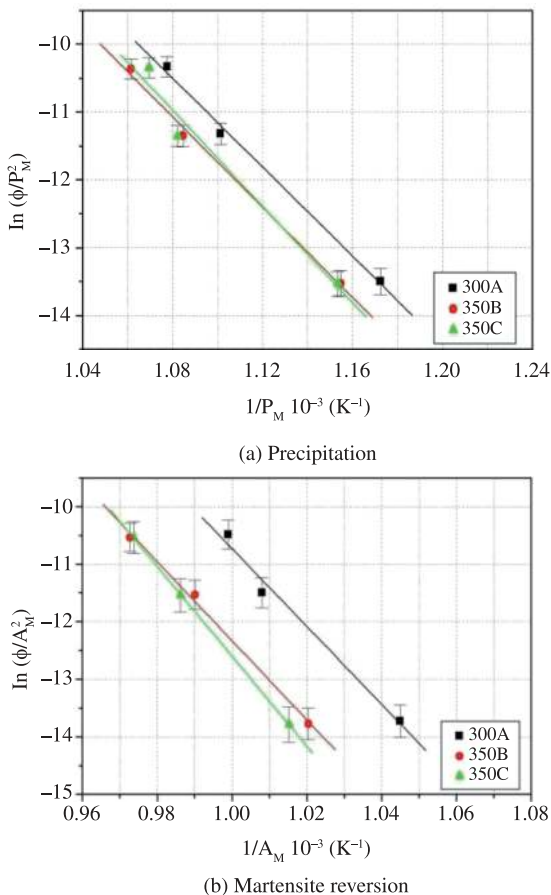 −10
−11
−12
−13
−14
ln (ϕ/P²M)
300A
350B
350C
1.04 1.08 1.12 1.16 1.20 1.24
1/PM 10−3 (K−1)
(a) Precipitation
−10
−11
−12
−13
−14
−15
ln (ϕ/A²M)
300A
350B
350C
0.96 0.98 1.00 1.02 1.04 1.06 1.08
1/AM 10−3 (K−1)
(b) Martensite reversion